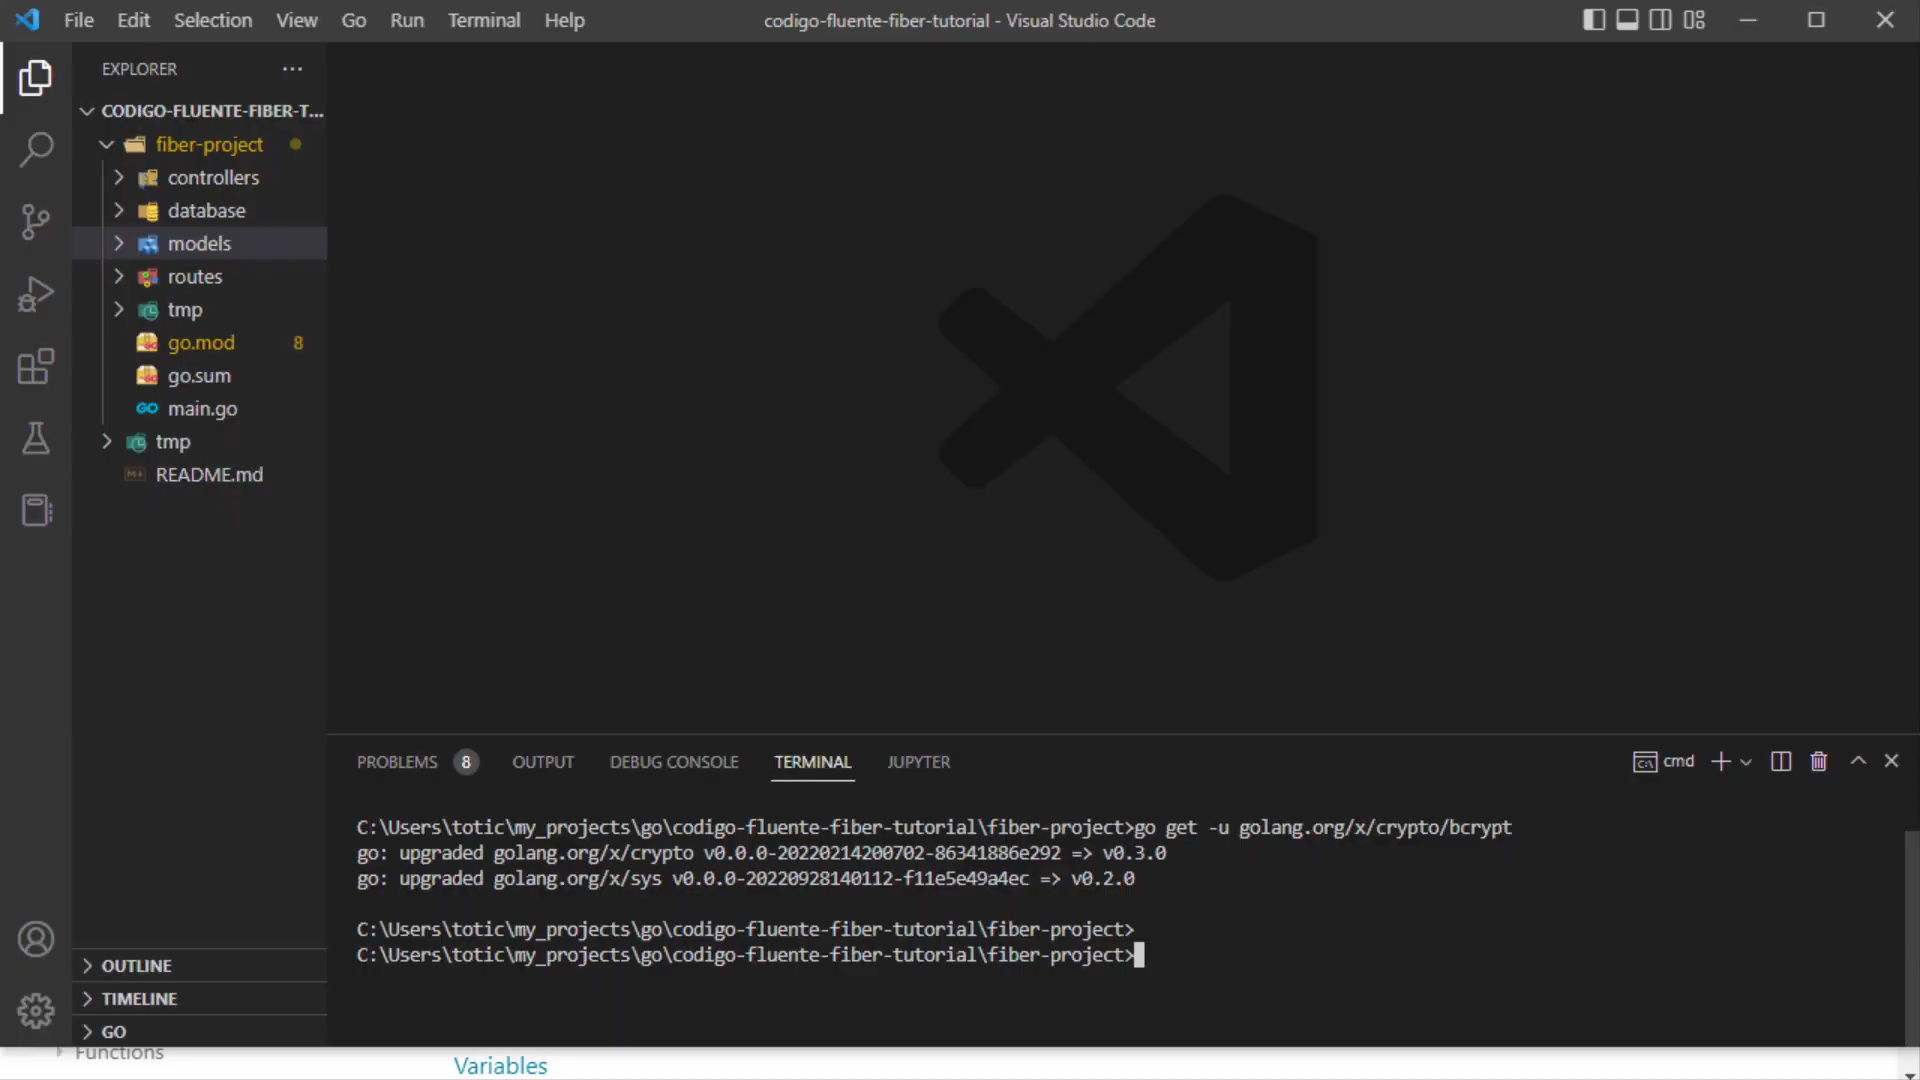 File Edit Selection View Go Run Terminal Help
codigo-fluente-fiber-tutorial - Visual Studio Code
EXPLORER
CODIGO-FLUENTE-FIBER-T...
fiber-project
controllers
database
models
routes
tmp
go.mod 8
go.sum
GO main.go
tmp
README.md
OUTLINE
TIMELINE
GO
PROBLEMS 8 OUTPUT DEBUG CONSOLE TERMINAL JUPYTER
cmd
C:\Users\totic\my_projects\go\codigo-fluente-fiber-tutorial\fiber-project>go get -u golang.org/x/crypto/bcrypt
go: upgraded golang.org/x/crypto v0.0.0-20220214200702-86341886e292 => v0.3.0
go: upgraded golang.org/x/sys v0.0.0-20220928140112-f11e5e49a4ec => v0.2.0
C:\Users\totic\my_projects\go\codigo-fluente-fiber-tutorial\fiber-project>
C:\Users\totic\my_projects\go\codigo-fluente-fiber-tutorial\fiber-project>
Functions
Variables